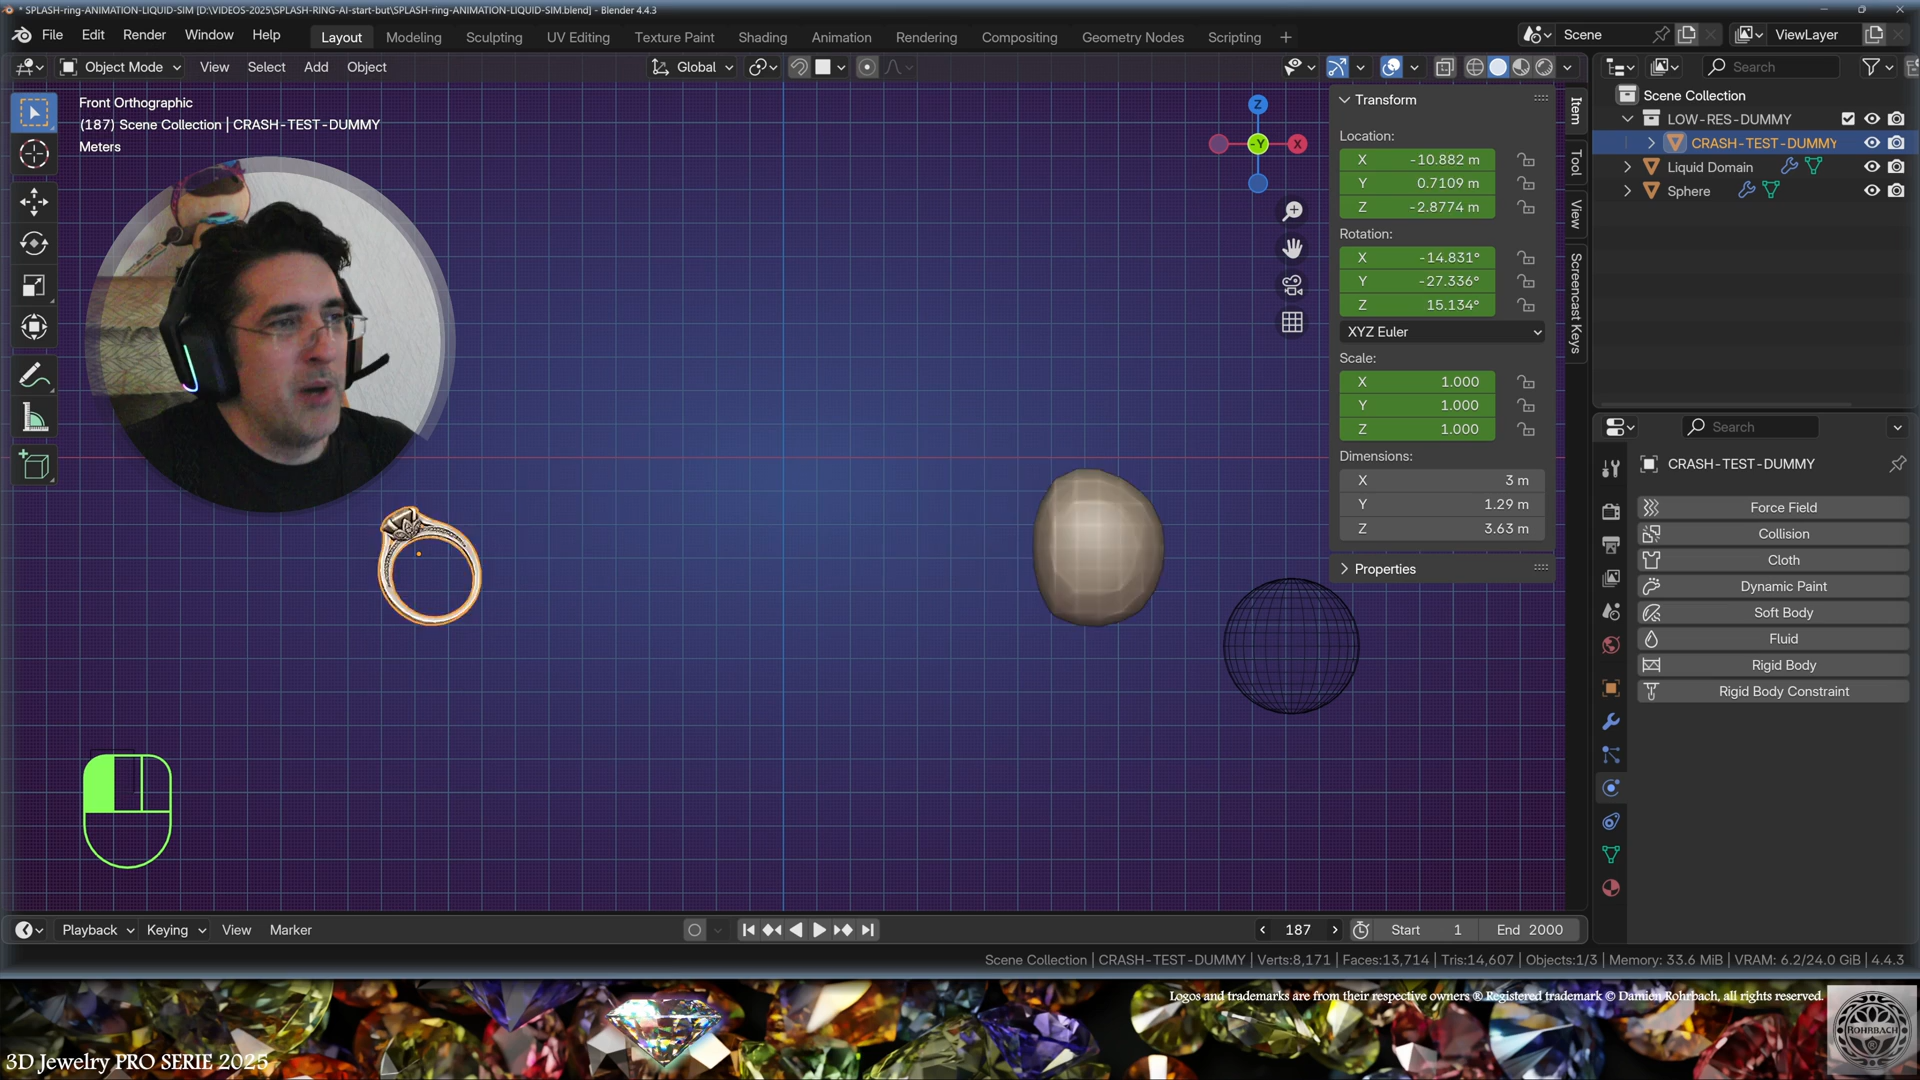 * SPLASH-ring-ANIMATION-LIQUID-SIM [D:\VIDEOS-2025\SPLASH-RING-AI-start-but\SPLASH-ring-ANIMATION-LIQUID-SIM.blend] - Blender 4.4.3
File Edit Render Window Help
Layout Modeling Sculpting UV Editing Texture Paint Shading Animation Rendering Compositing Geometry Nodes Scripting +
Scene
ViewLayer
Object Mode View Select Add Object
Global
Search
Front Orthographic
(187) Scene Collection | CRASH-TEST-DUMMY
Meters
Z
-Y
X
Transform
Location:
X -10.882 m
Y 0.7109 m
Z -2.8774 m
Rotation:
X -14.831°
Y -27.336°
Z 15.134°
XYZ Euler
Scale:
X 1.000
Y 1.000
Z 1.000
Dimensions:
X 3 m
Y 1.29 m
Z 3.63 m
Properties
Item
Tool
View
Screencast Keys
Scene Collection
LOW-RES-DUMMY
CRASH-TEST-DUMMY
Liquid Domain
Sphere
Search
CRASH-TEST-DUMMY
Force Field
Collision
Cloth
Dynamic Paint
Soft Body
Fluid
Rigid Body
Rigid Body Constraint
Playback Keying View Marker
187
Start 1
End 2000
Scene Collection | CRASH-TEST-DUMMY | Verts:8,171 | Faces:13,714 | Tris:14,607 | Objects:1/3 | Memory: 33.6 MiB | VRAM: 6.2/24.0 GiB | 4.4.3
Logos and trademarks are from their respective owners ® Registered trademark © Damien Rohrbach, all rights reserved.
ROHRBACH
3D Jewelry PRO SERIE 2025